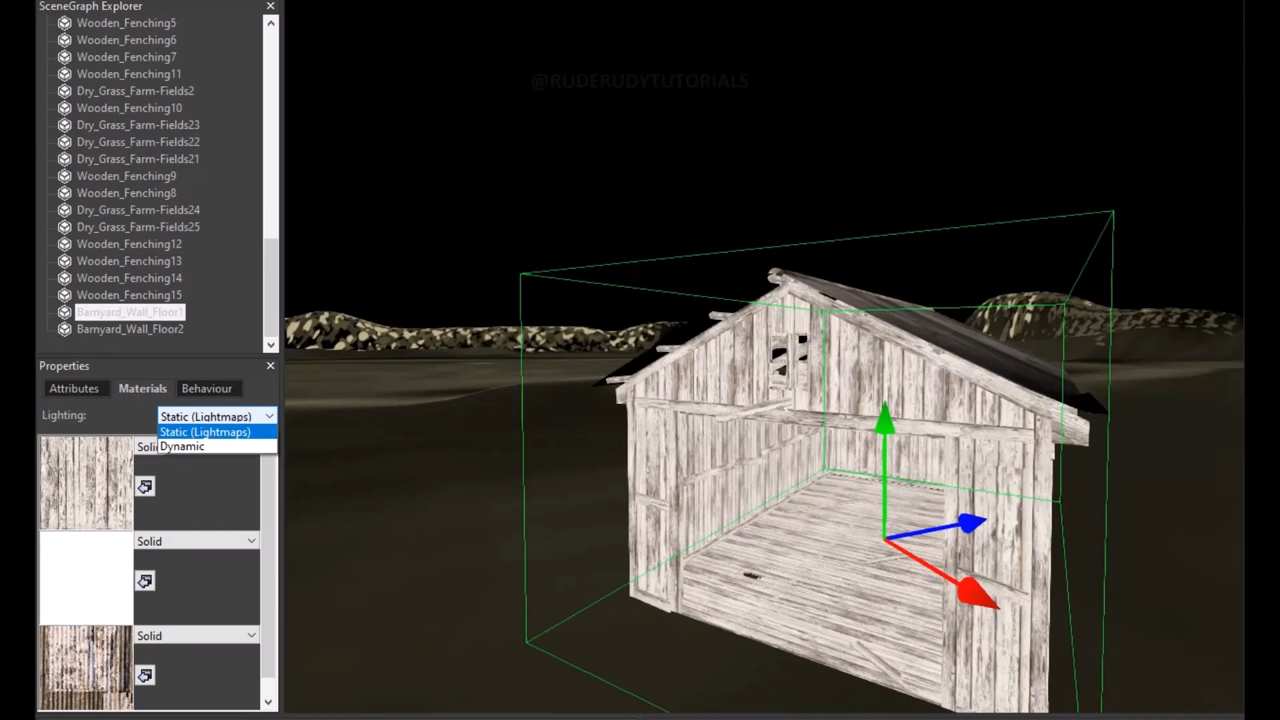 SceneGraph Explorer
Wooden_Fenching5
Wooden_Fenching6
Wooden_Fenching7
Wooden_Fenching11
Dry_Grass_Farm-Fields2
Wooden_Fenching10
Dry_Grass_Farm-Fields23
Dry_Grass_Farm-Fields22
Dry_Grass_Farm-Fields21
Wooden_Fenching9
Wooden_Fenching8
Dry_Grass_Farm-Fields24
Dry_Grass_Farm-Fields25
Wooden_Fenching12
Wooden_Fenching13
Wooden_Fenching14
Wooden_Fenching15
Barnyard_Wall_Floor1
Barnyard_Wall_Floor2
@RUDERUDYTUTORIALS
Properties
Attributes Materials Behaviour
Lighting: Static (Lightmaps)
Static (Lightmaps)
Dynamic
Solid
Solid